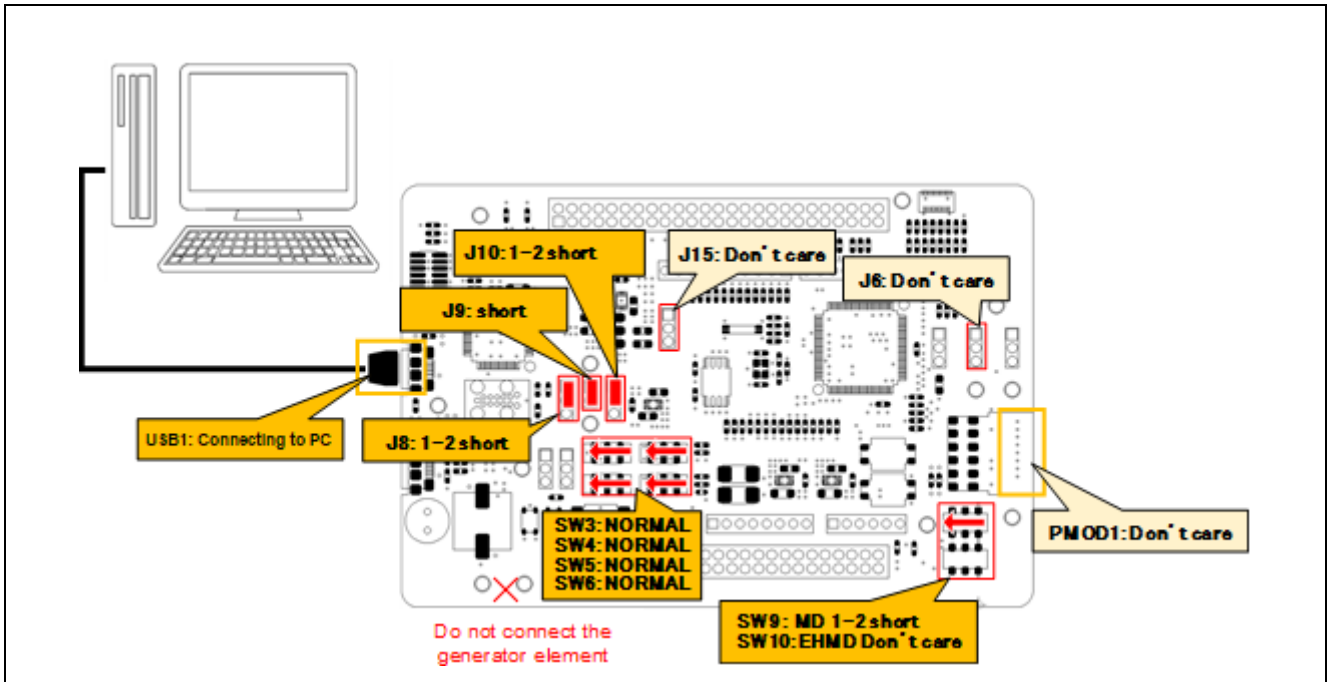 J10: 1-2 short
J15: Don't care
J6: Don't care
J9: short
USB1: Connecting to PC
J8: 1-2 short
SW3: NORMAL
SW4: NORMAL
SW5: NORMAL
SW6: NORMAL
PMOD1: Don't care
SW9: MD 1-2 short
SW10: EHMD Don't care
Do not connect the
generator element